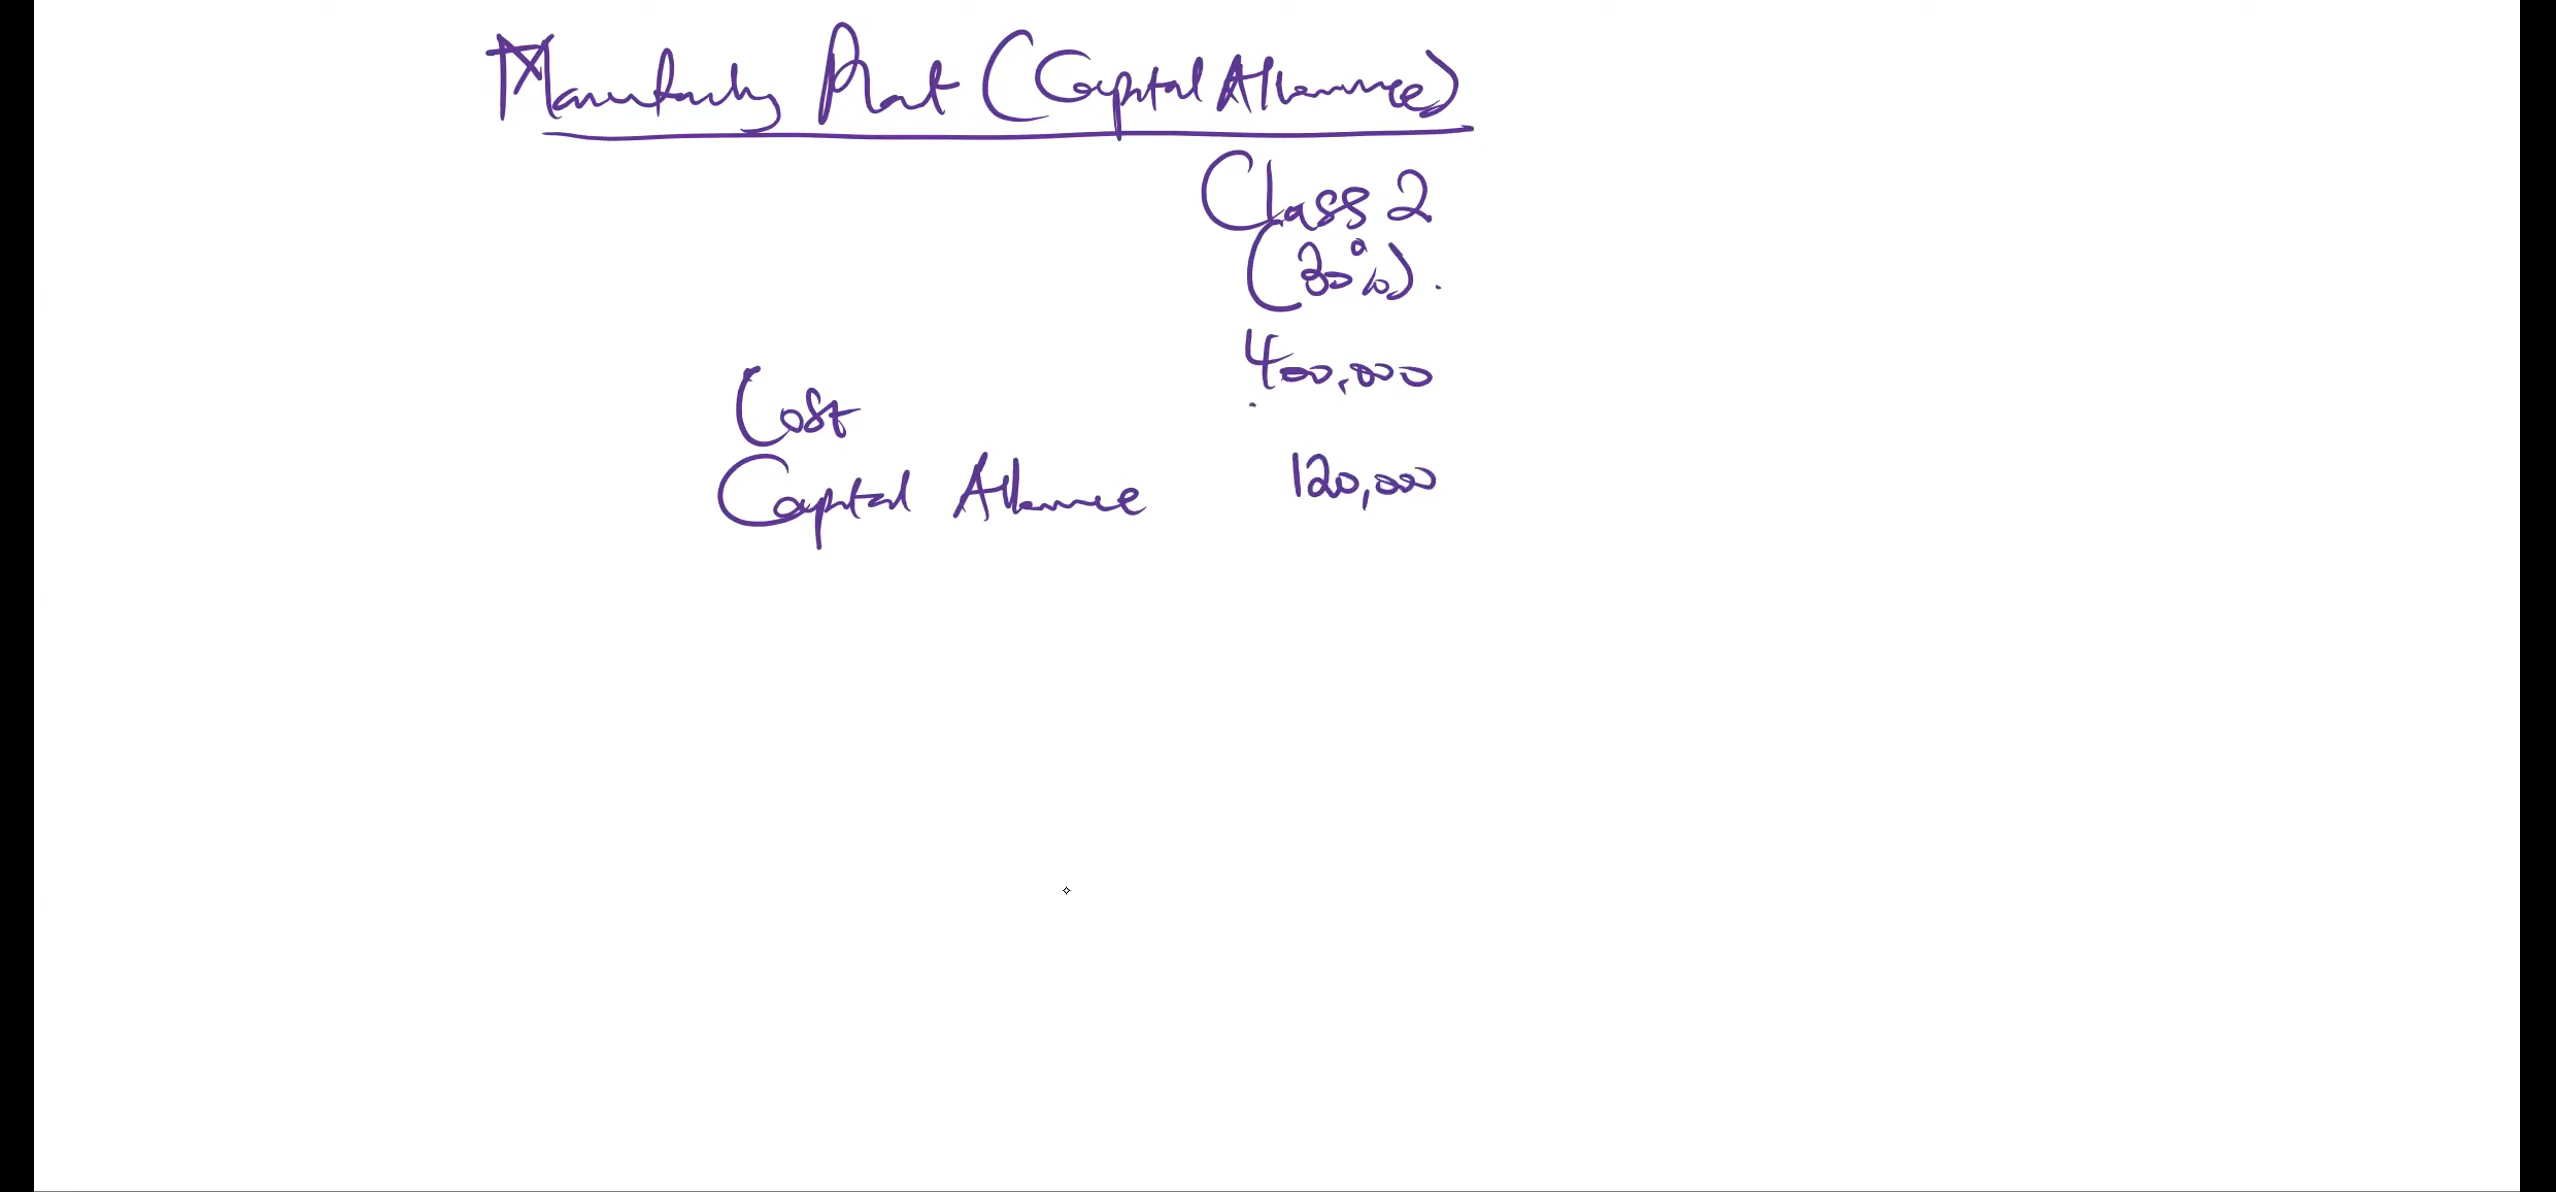 Manufacturing Plant (Capital Allowance)
Class 2
(30%).
400,000
Cost
Capital Allowance 120,000